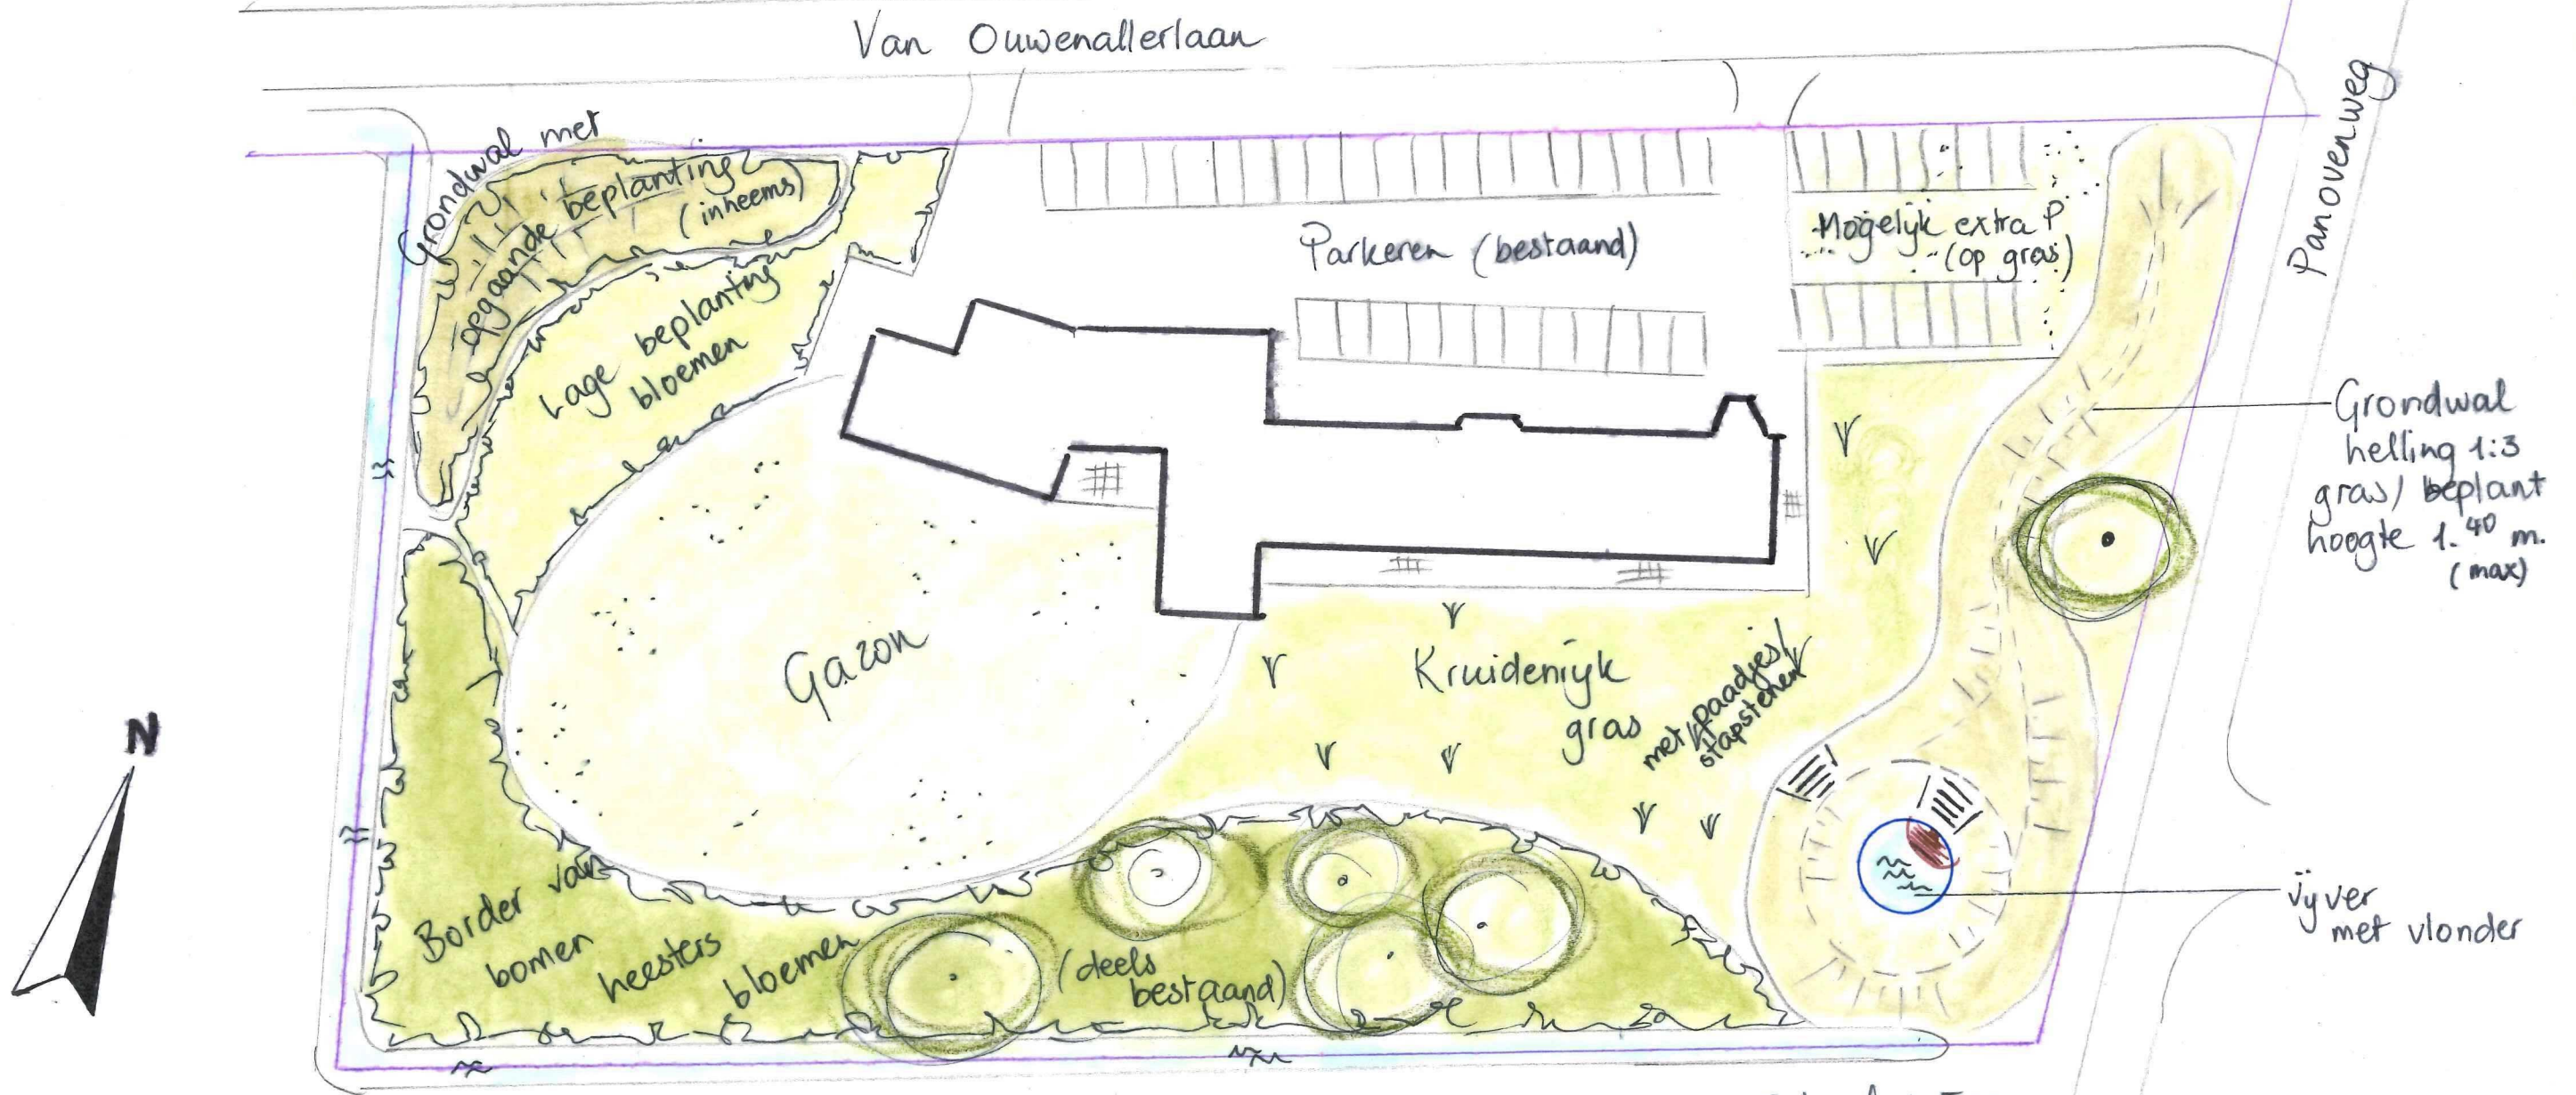 Van Ouwenallerlaan
Panovenweg
Grondwal met
opgaande beplanting
(inheems)
Lage beplanting
bloemen
Parkeren (bestaand)
Mogelijk extra P
(op gras)
Grondwal
helling 1:3
gras/ beplant
hoogte 1.40 m.
(max)
Gazon
Kruidenrijk
gras
met paadjes/
stapstenen
N
Border van
bomen
heesters
bloemen
(deels
bestaand)
vijver
met vlonder